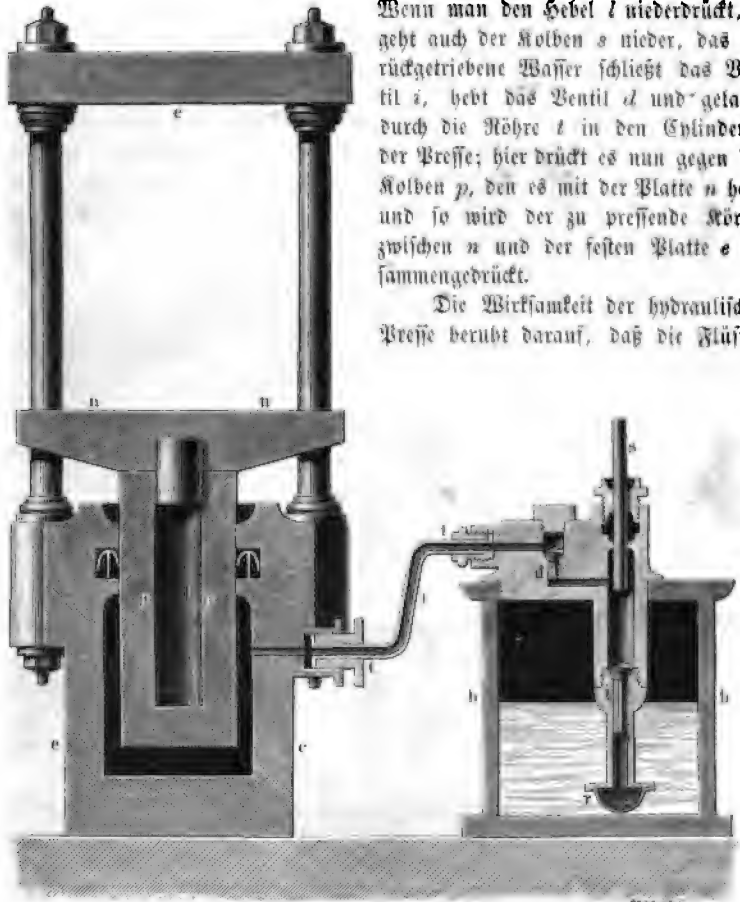 Wenn man den Hebel l niederdrückt,
geht auch der Kolben s nieder, das
rückgetriebene Wasser schließt das V
til i, hebt das Ventil d und gela
durch die Röhre t in den Cylinder
der Presse; hier drückt es nun gegen
Kolben p, den es mit der Platte n h
und so wird der zu pressende Kör
zwischen n und der festen Platte e
sammengedrückt.
Die Wirksamkeit der hydraulisc
Presse beruht darauf, daß die Flüs
e
n n
s
t
d
p p
t
b b
e c
r